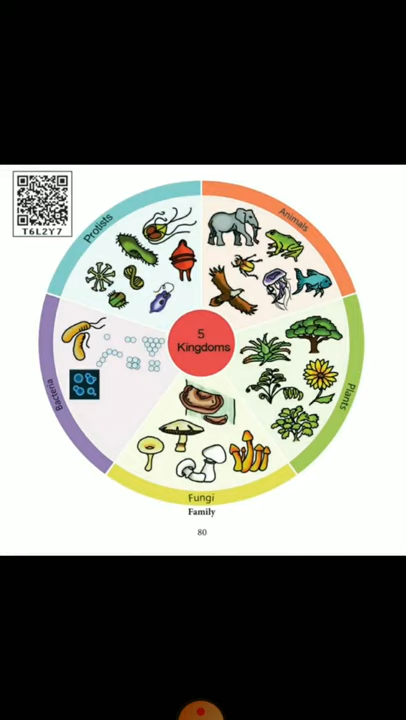 T6L2Y7
Protists
Animals
5
Kingdoms
Bacteria
Plants
Fungi
Family
80